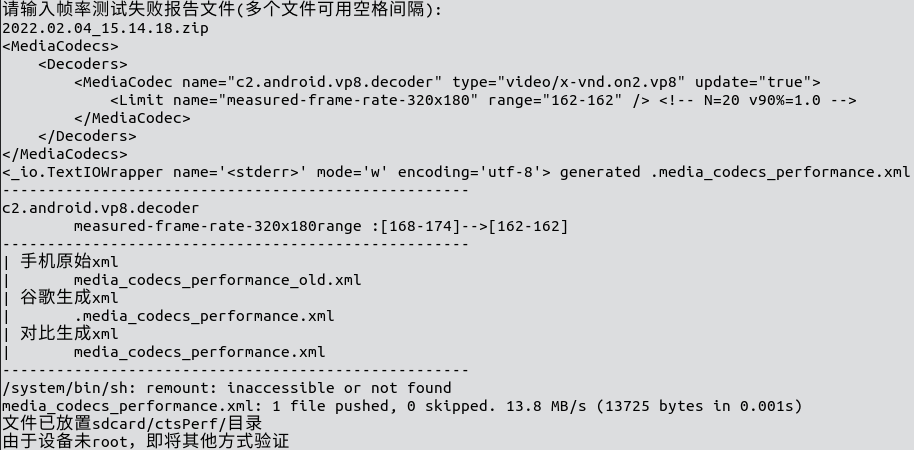 请输入帧率测试失败报告文件(多个文件可用空格间隔):
2022.02.04_15.14.18.zip
<MediaCodecs>
    <Decoders>
        <MediaCodec name="c2.android.vp8.decoder" type="video/x-vnd.on2.vp8" update="true">
            <Limit name="measured-frame-rate-320x180" range="162-162" /> <!-- N=20 v90%=1.0 -->
        </MediaCodec>
    </Decoders>
</MediaCodecs>
<_io.TextIOWrapper name='<stderr>' mode='w' encoding='utf-8'> generated .media_codecs_performance.xml
----------------------------------------------------
c2.android.vp8.decoder
        measured-frame-rate-320x180range :[168-174]-->[162-162]
----------------------------------------------------
| 手机原始xml
|       media_codecs_performance_old.xml
| 谷歌生成xml
|       .media_codecs_performance.xml
| 对比生成xml
|       media_codecs_performance.xml
----------------------------------------------------
/system/bin/sh: remount: inaccessible or not found
media_codecs_performance.xml: 1 file pushed, 0 skipped. 13.8 MB/s (13725 bytes in 0.001s)
文件已放置sdcard/ctsPerf/目录
由于设备未root，即将其他方式验证